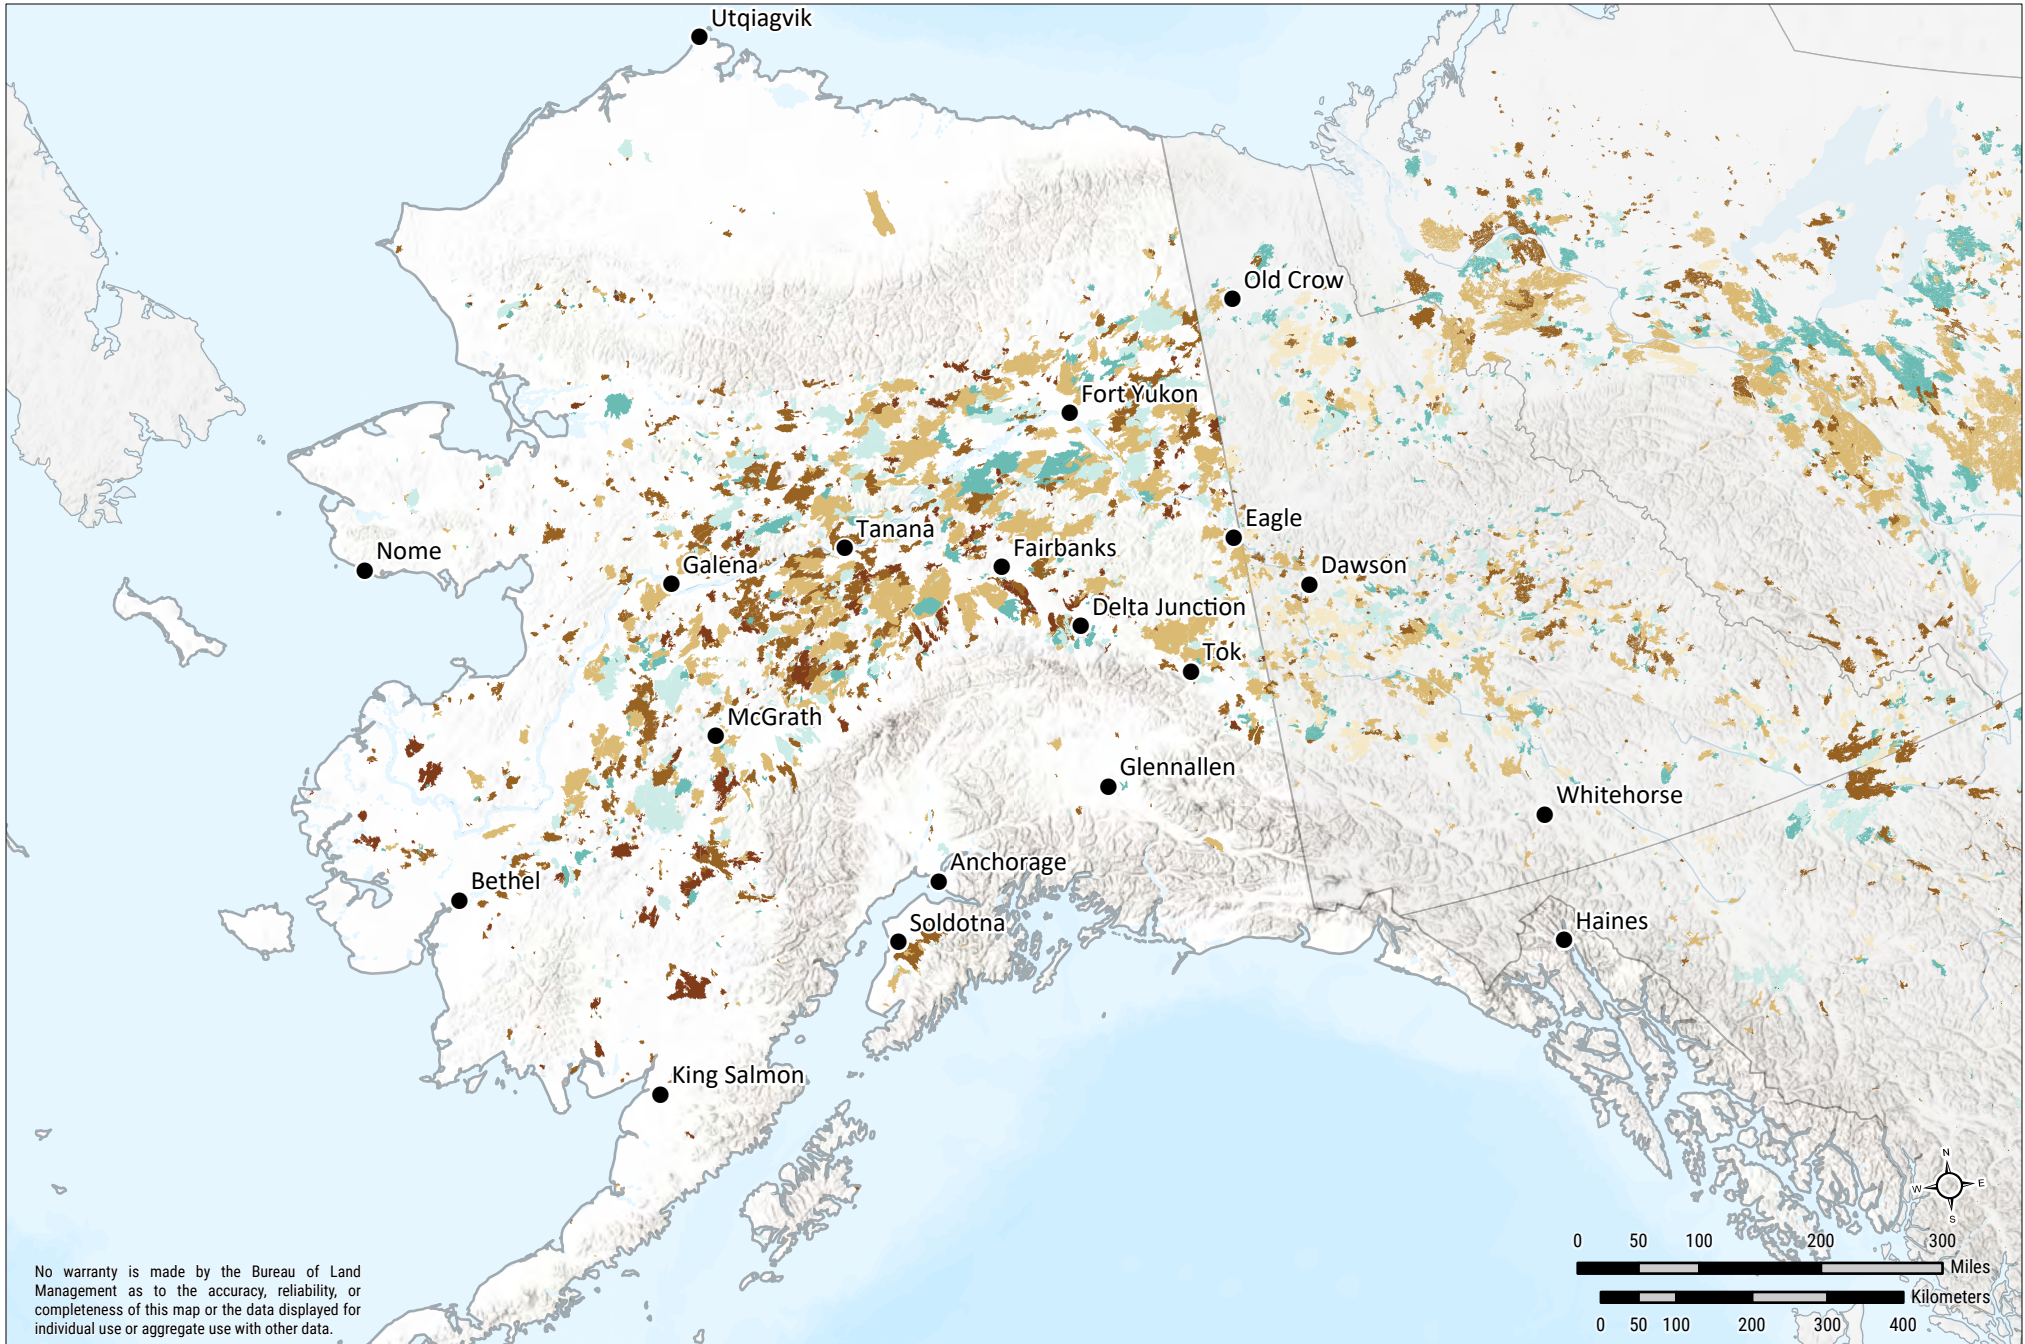 Utqiagvik
Old Crow
Fort Yukon
Eagle
Tanana
Fairbanks
Nome
Galena
Dawson
Delta Junction
Tok
McGrath
Glennallen
Whitehorse
Anchorage
Bethel
Soldotna
Haines
King Salmon
N
W E
S
0 50 100 200 300
Miles
Kilometers
0 50 100 200 300 400
No warranty is made by the Bureau of Land
Management as to the accuracy, reliability, or
completeness of this map or the data displayed for
individual use or aggregate use with other data.